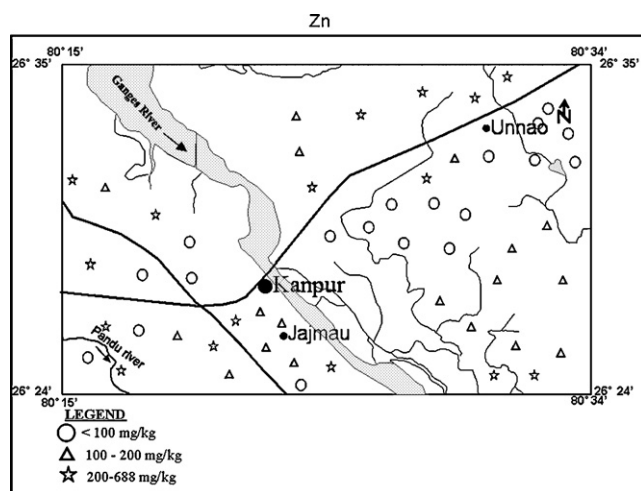 Zn
80° 15'
80° 34'
26° 35'
26° 35'
Ganges River
N
Unnao
Kanpur
Jajmau
Pandu river
26° 24'
26° 24'
80° 15'
80° 34'
LEGEND
< 100 mg/kg
100 - 200 mg/kg
200-688 mg/kg